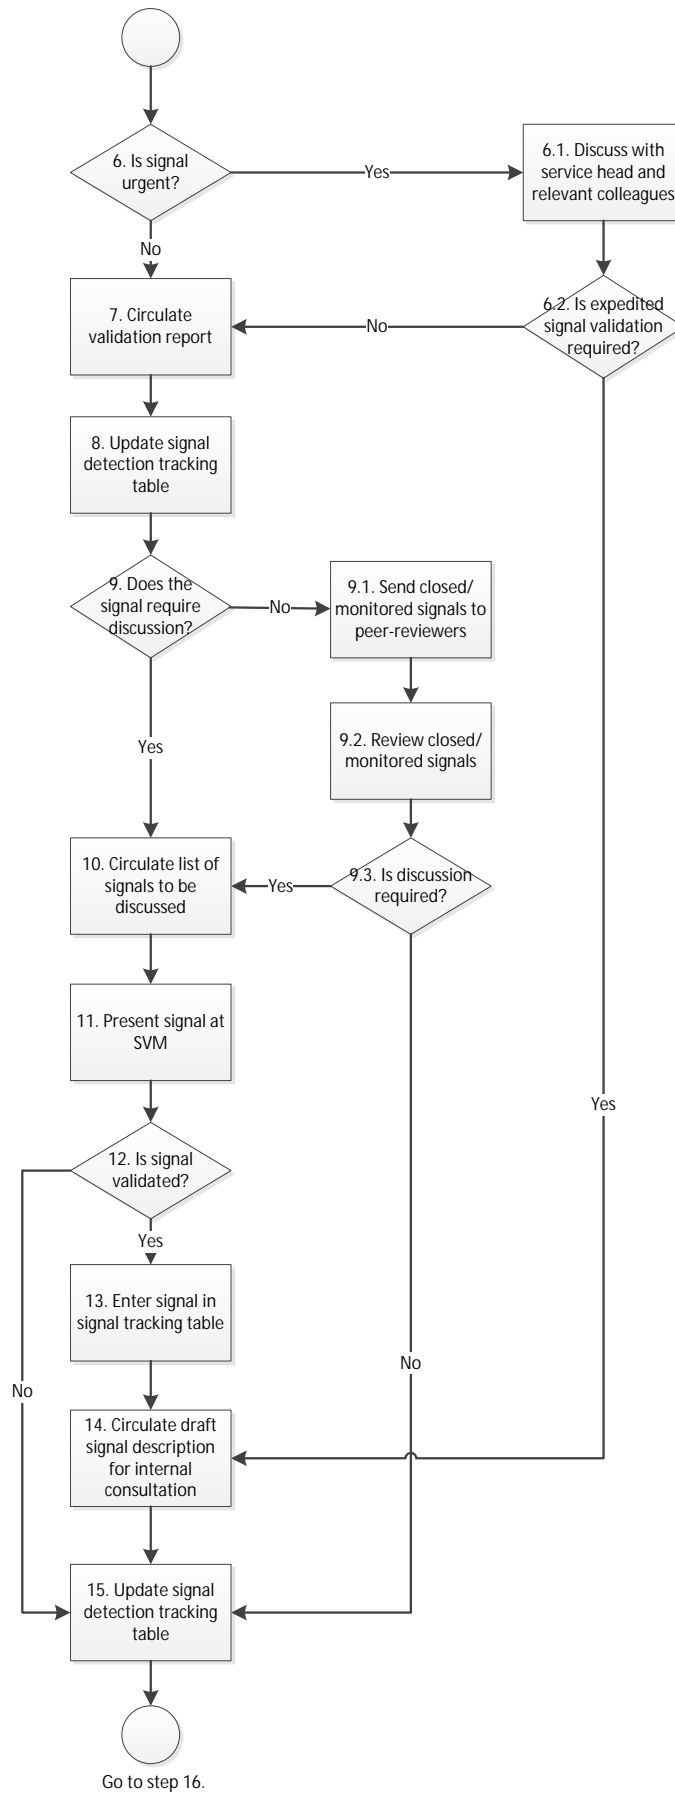 6. Is signal
urgent?
Yes
6.1. Discuss with
service head and
relevant colleagues
No
7. Circulate
validation report
No
6.2. Is expedited
signal validation
required?
8. Update signal
detection tracking
table
9. Does the
signal require
discussion?
No
9.1. Send closed/
monitored signals to
peer-reviewers
Yes
9.2. Review closed/
monitored signals
10. Circulate list of
signals to be
discussed
Yes
9.3. Is discussion
required?
11. Present signal at
SVM
Yes
12. Is signal
validated?
Yes
13. Enter signal in
signal tracking table
No
No
14. Circulate draft
signal description
for internal
consultation
15. Update signal
detection tracking
table
Go to step 16.